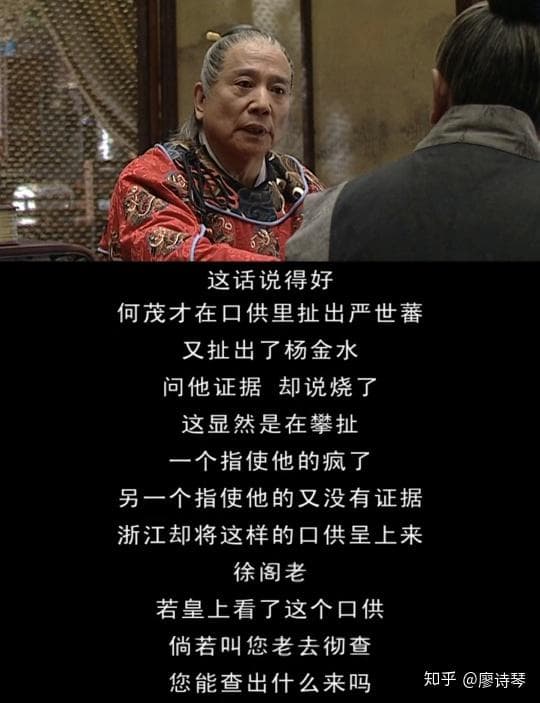 这话说得好
何茂才在口供里扯出严世蕃
又扯出了杨金水
问他证据 却说烧了
这显然是在攀扯
一个指使他的疯了
另一个指使他的又没有证据
浙江却将这样的口供呈上来
徐阁老
若皇上看了这个口供
倘若叫您老去彻查
您能查出什么来吗
知乎 @廖诗琴